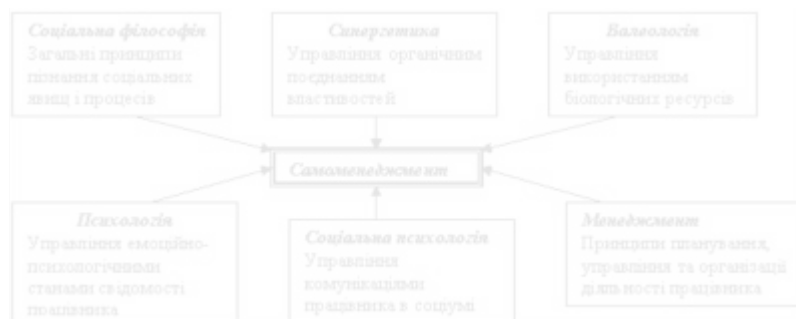 Соціальна філософія
Загальні принципи
пізнання соціальних
явищ і процесів
Синергетика
Управління органічним
поєднанням
властивостей
Валеологія
Управління
використанням
біологічних ресурсів
Самоменеджмент
Психологія
Управління емоційно-
психологічними
станами свідомості
працівника
Соціальна психологія
Управління
комунікаціями
працівника в соціумі
Менеджмент
Принципи планування,
управління та організації
діяльності працівника